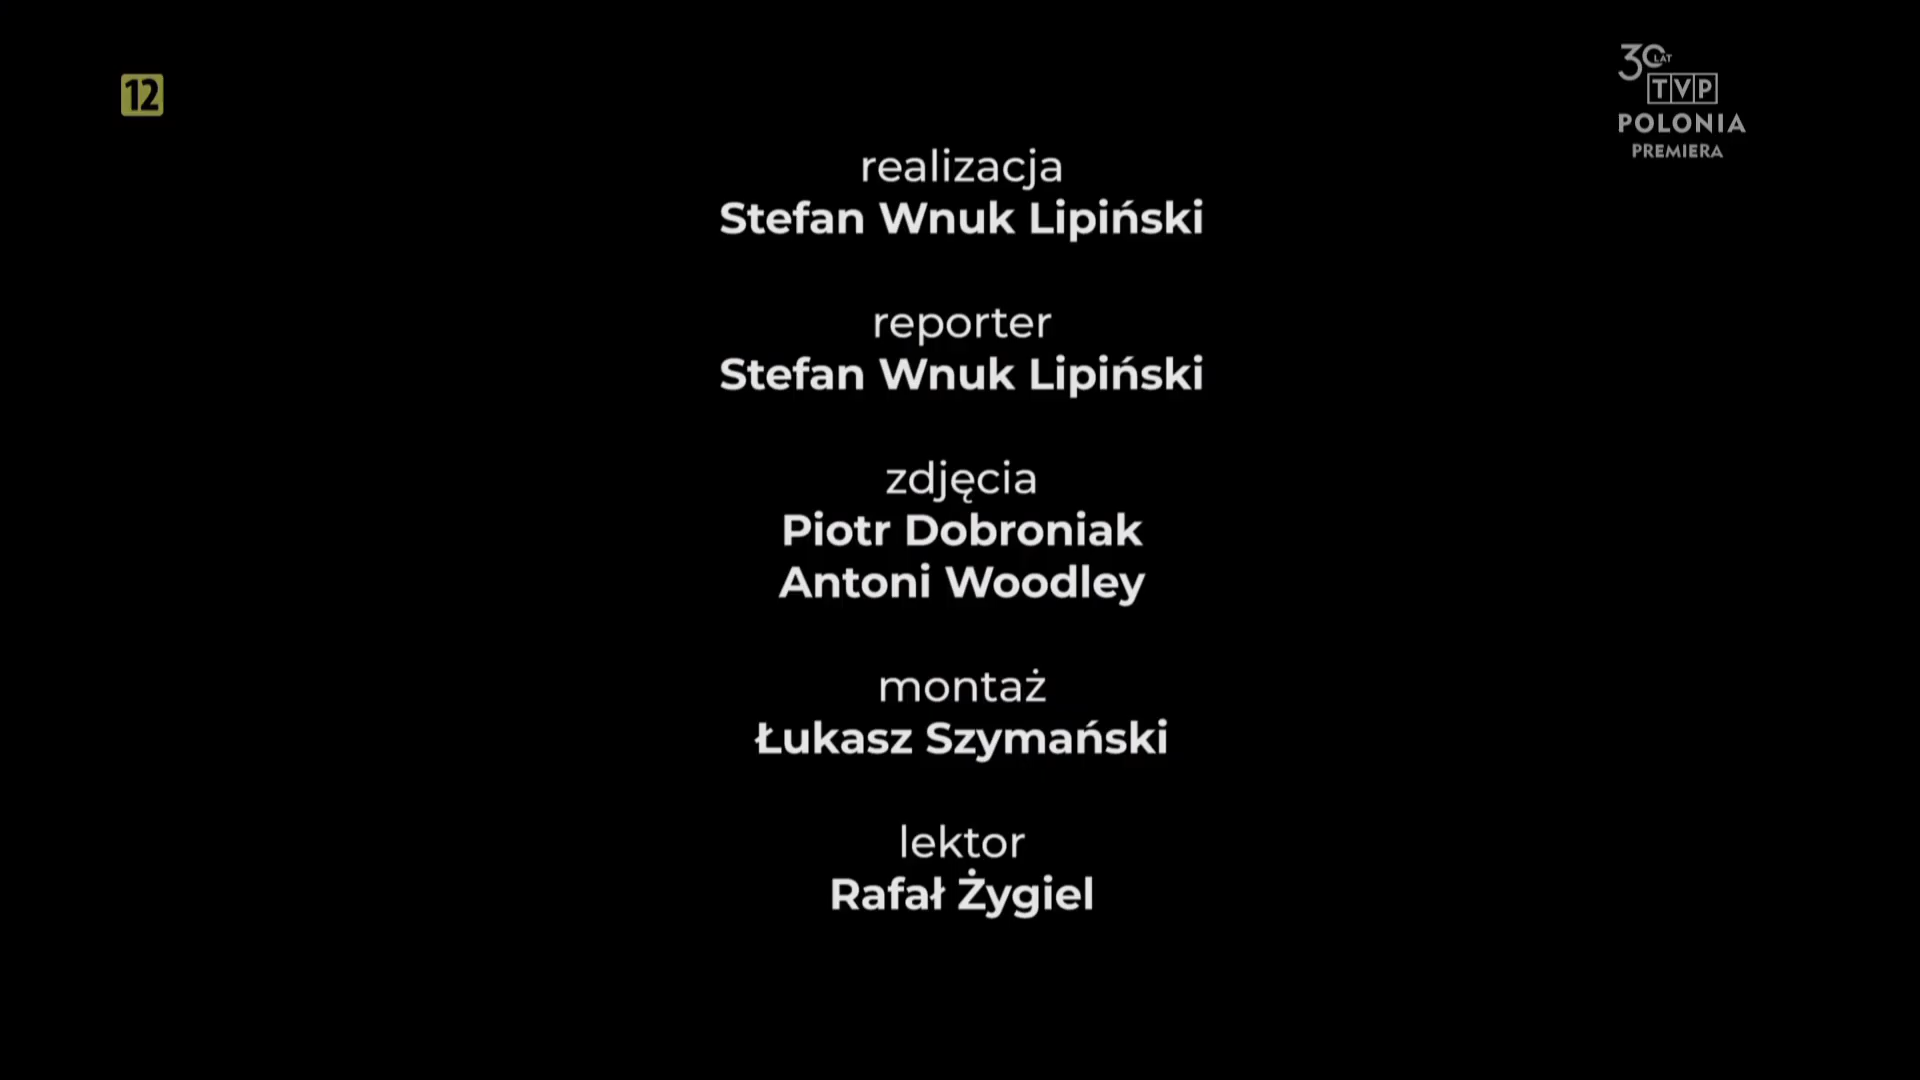 12
30 LAT
TVP
POLONIA
PREMIERA
realizacja
Stefan Wnuk Lipiński
reporter
Stefan Wnuk Lipiński
zdjęcia
Piotr Dobroniak
Antoni Woodley
montaż
Łukasz Szymański
lektor
Rafał Żygiel